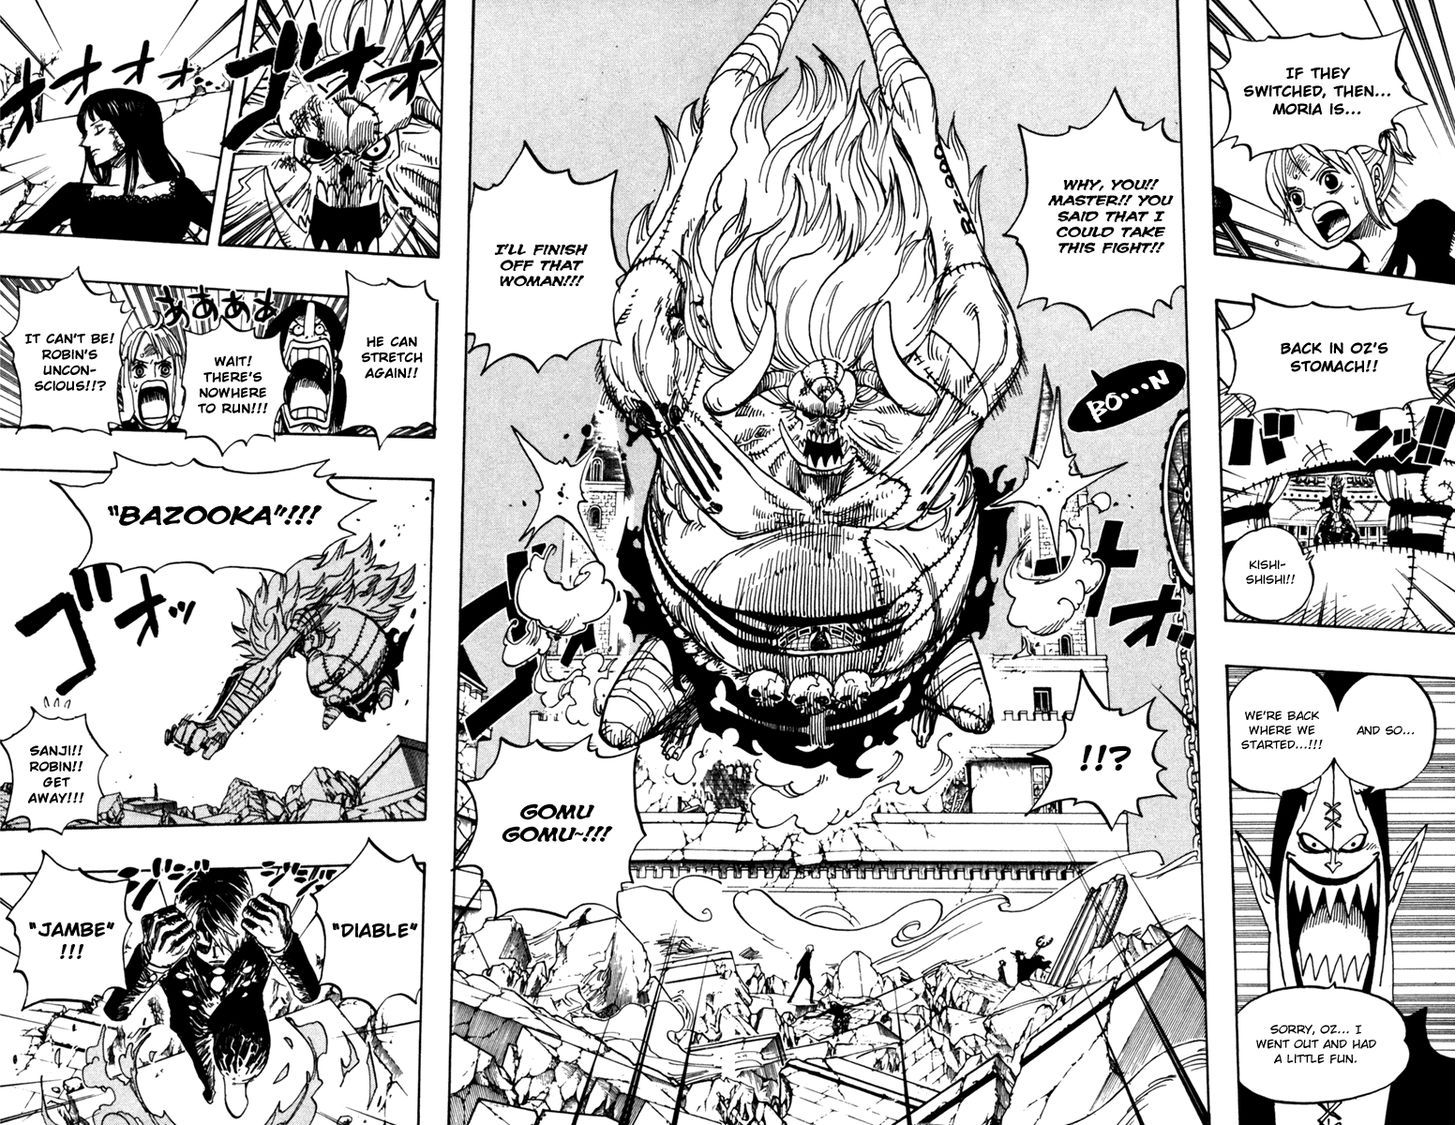 IF THEY
SWITCHED, THEN...
MORIA IS...
BACK IN OZ'S
STOMACH!!
バーン!!
KISHI-
SHISHI!!
WE'RE BACK
WHERE WE
STARTED...!!!
AND SO...
SORRY, OZ... I
WENT OUT AND HAD
A LITTLE FUN.
WHY, YOU!!
MASTER!! YOU
SAID THAT I
COULD TAKE
THIS FIGHT!!
BO...N
I'LL FINISH
OFF THAT
WOMAN!!!
!!?
GOMU
GOMU~!!!
ゴオオ
オオオオ
HE CAN
STRETCH
AGAIN!!
ああああ
WAIT!
THERE'S
NOWHERE
TO RUN!!!
IT CAN'T BE!
ROBIN'S
UNCON-
SCIOUS!!?
"BAZOOKA"!!!
ゴオッ
SANJI!!
ROBIN!!
GET
AWAY!!!
"DIABLE"
"JAMBE"
!!!